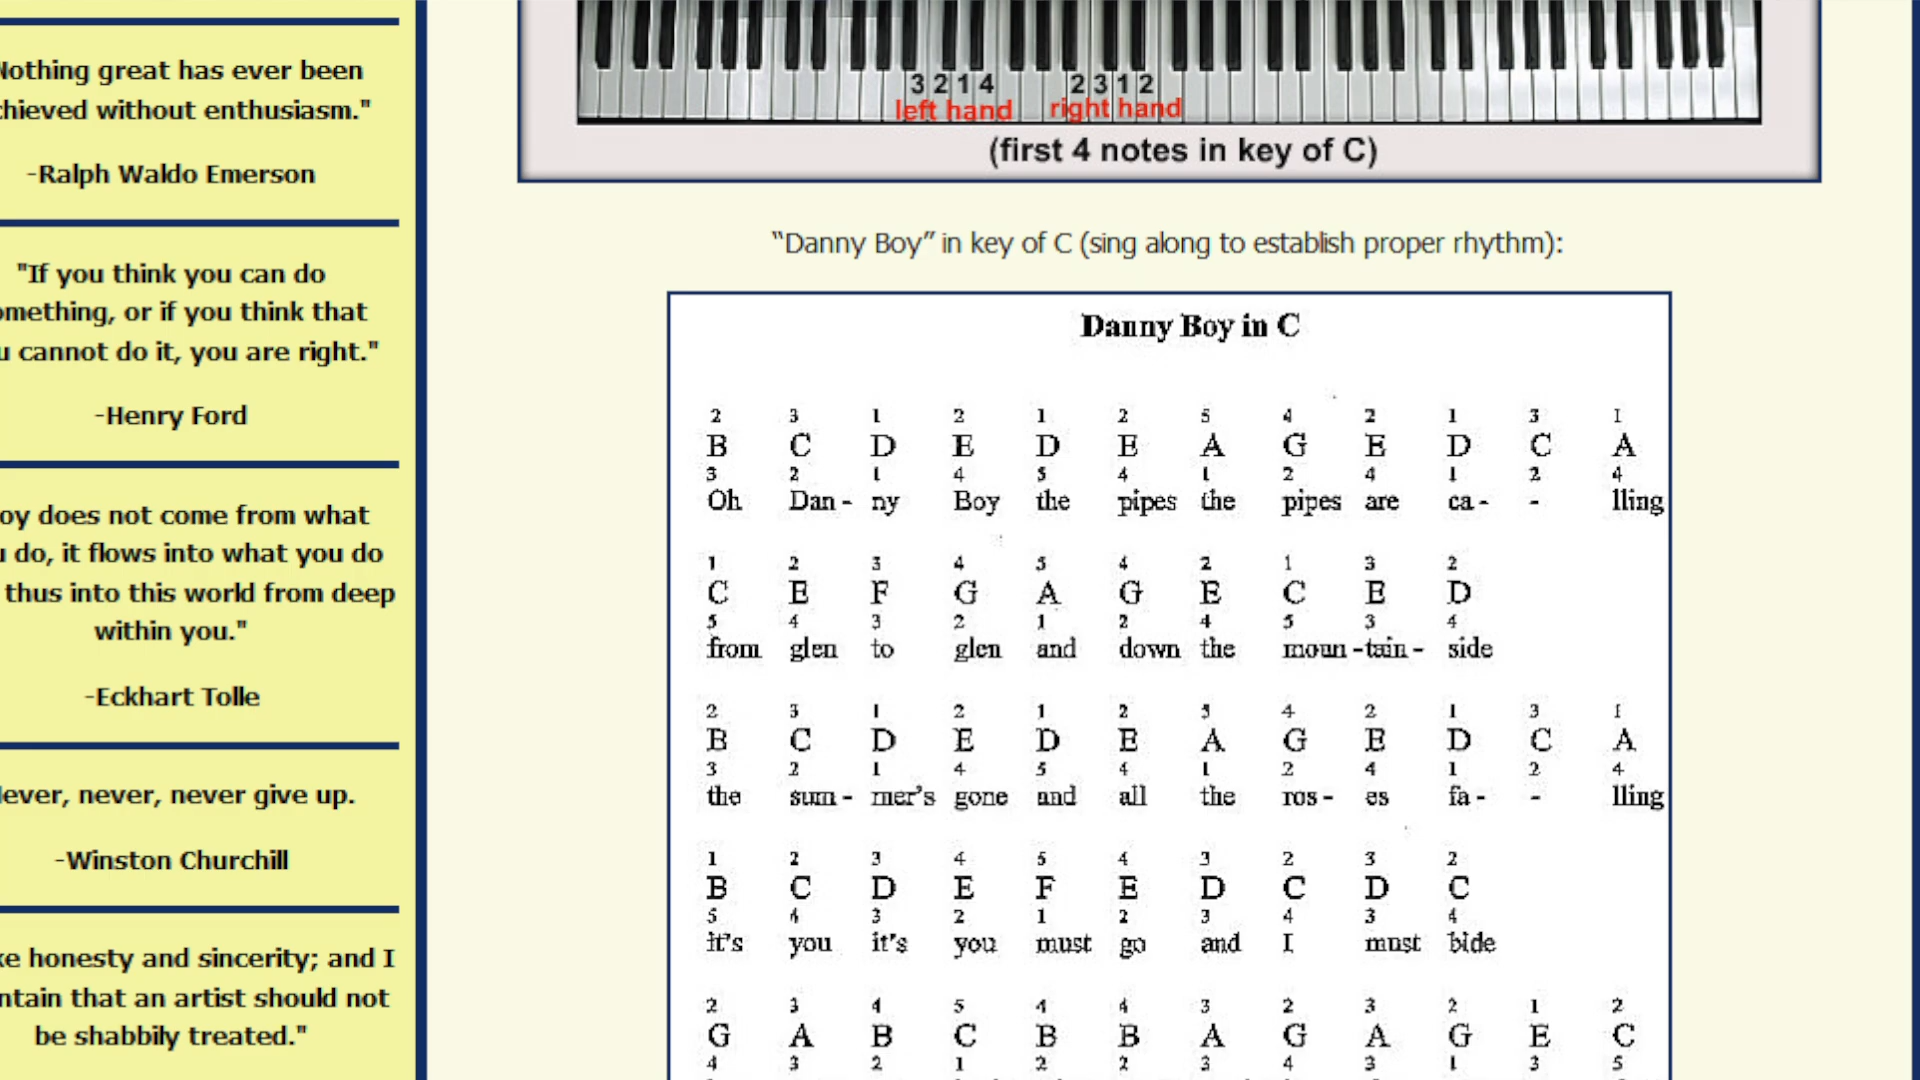 Nothing great has ever been
achieved without enthusiasm."
-Ralph Waldo Emerson
"If you think you can do
something, or if you think that
you cannot do it, you are right."
-Henry Ford
Joy does not come from what
do, it flows into what you do
thus into this world from deep
within you."
-Eckhart Tolle
Never, never, never give up.
-Winston Churchill
honesty and sincerity; and I
that an artist should not
be shabbily treated."
3 2 1 4 2 3 1 2
left hand right hand
(first 4 notes in key of C)
“Danny Boy” in key of C (sing along to establish proper rhythm):
Danny Boy in C
2 3 1 2 1 2 5 4 2 1 3 1
B C D E D E A G E D C A
3 2 1 4 5 4 1 2 4 1 2 4
Oh Dan - ny Boy the pipes the pipes are ca - - lling
1 2 3 4 5 4 2 1 3 2
C E F G A G E C E D
5 4 3 2 1 2 4 5 3 4
from glen to glen and down the moun - tain - side
2 3 1 2 1 2 5 4 2 1 3 1
B C D E D E A G E D C A
3 2 1 4 5 4 1 2 4 1 2 4
the sum - mer's gone and all the ros - es fa - - lling
1 2 3 4 5 4 3 2 3 2
B C D E F E D C D C
5 4 3 2 1 2 3 4 3 4
it's you it's you must go and I must bide
2 3 4 5 4 4 3 2 3 2 1 2
G A B C B B A G A G E C
4 3 2 1 2 2 3 4 3 1 3 5